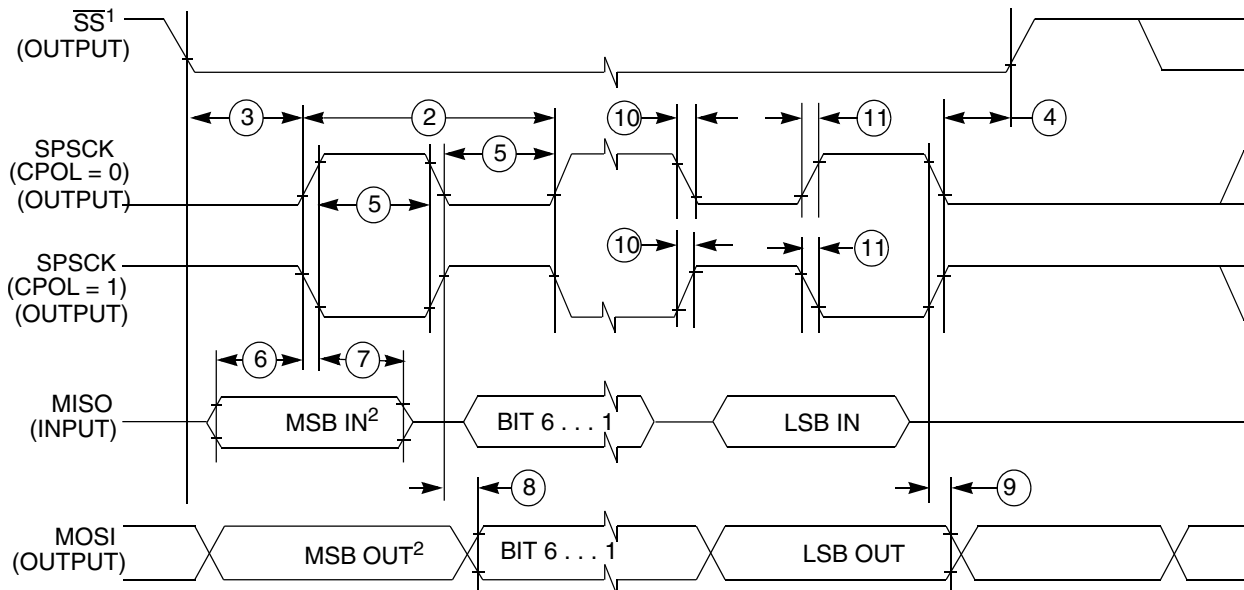 SS1
(OUTPUT)
3
2
10
11
4
SPSCK
(CPOL = 0)
(OUTPUT)
5
5
SPSCK
(CPOL = 1)
(OUTPUT)
10
11
6
7
MISO
(INPUT)
MSB IN2
BIT 6 . . . 1
LSB IN
8
9
MOSI
(OUTPUT)
MSB OUT2
BIT 6 . . . 1
LSB OUT